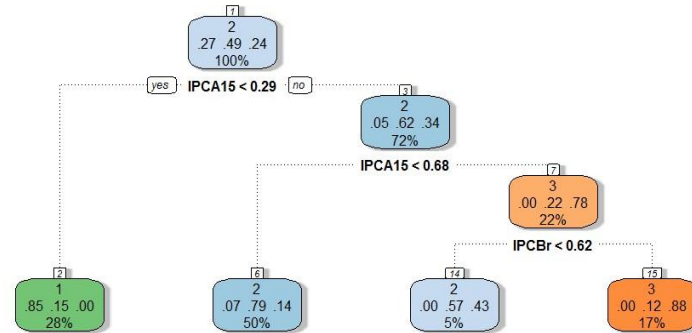 1
2
.27 .49 .24
100%
yes IPCA15 < 0.29 no
3
2
.05 .62 .34
72%
IPCA15 < 0.68
7
3
.00 .22 .78
22%
IPCBr < 0.62
2
1
.85 .15 .00
28%
6
2
.07 .79 .14
50%
14
2
.00 .57 .43
5%
15
3
.00 .12 .88
17%